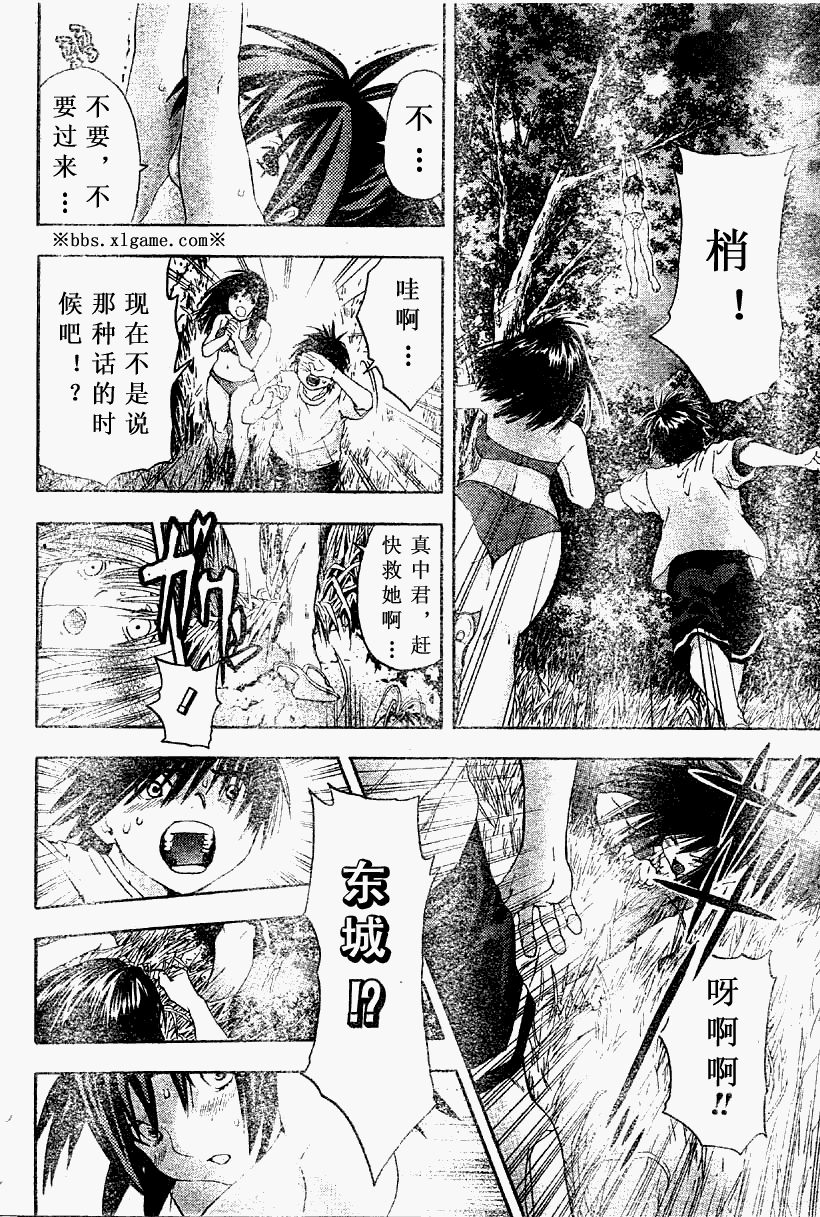 梢！
不…
不要，不
要过来…
※bbs.xlgame.com※
哇啊…
现在不是说
那种话的时
候吧！？
真中君，赶
快救她啊…
！
呀啊啊!!
东城!?